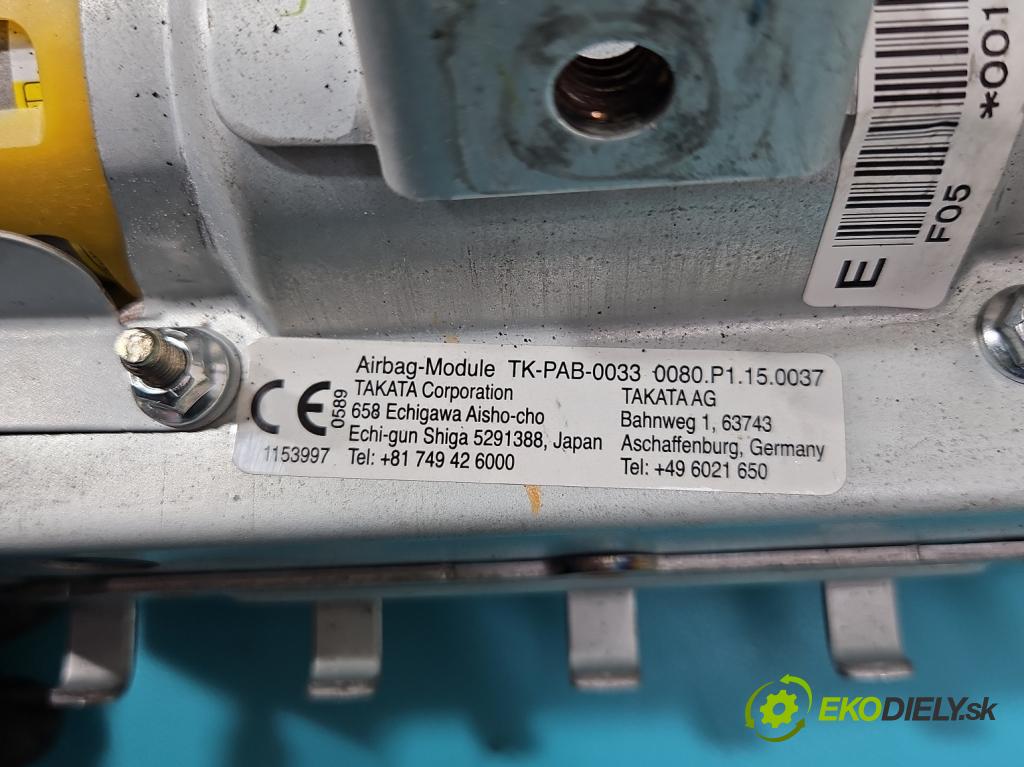 *001
F05
E
Airbag-Module TK-PAB-0033 0080.P1.15.0037
CE 0589
TAKATA Corporation
658 Echigawa Aisho-cho
Echi-gun Shiga 5291388, Japan
Tel: +81 749 42 6000
1153997
TAKATA AG
Bahnweg 1, 63743
Aschaffenburg, Germany
Tel: +49 6021 650
EKODIELY.sk